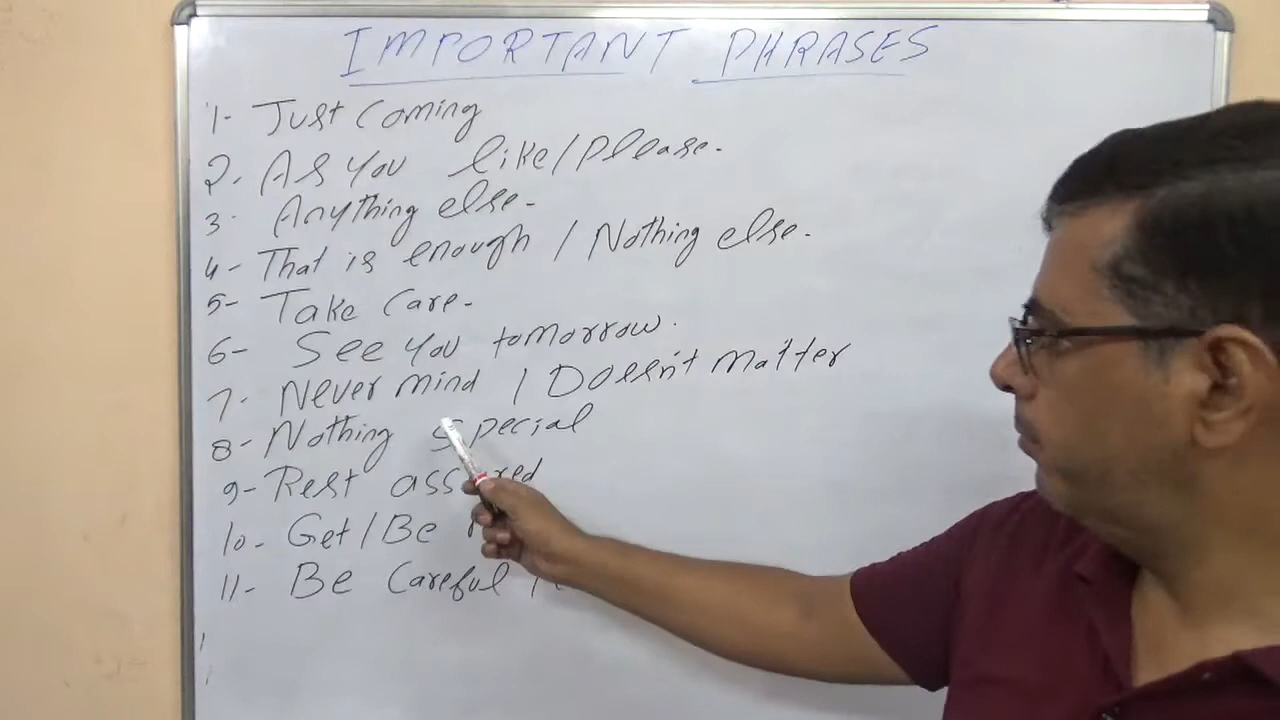 IMPORTANT PHRASES
1- Just Coming
2. As You like/Please.
3. Anything else.
4- That is enough / Nothing else.
5- Take Care.
6- See You tomorrow.
7. Never mind / Doesn't matter
8- Nothing special
9- Rest assured
10- Get/Be
11- Be Careful /